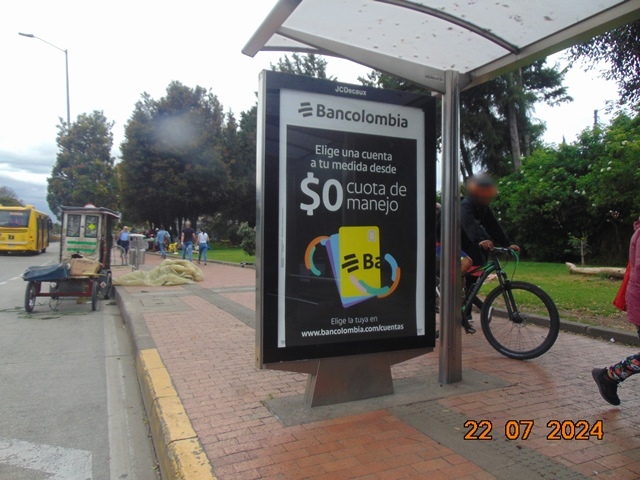 JCDecaux
Bancolombia
Elige una cuenta
a tu medida desde
$0 cuota de
manejo
Ba
Elige la tuya en
www.bancolombia.com/cuentas
22 07 2024